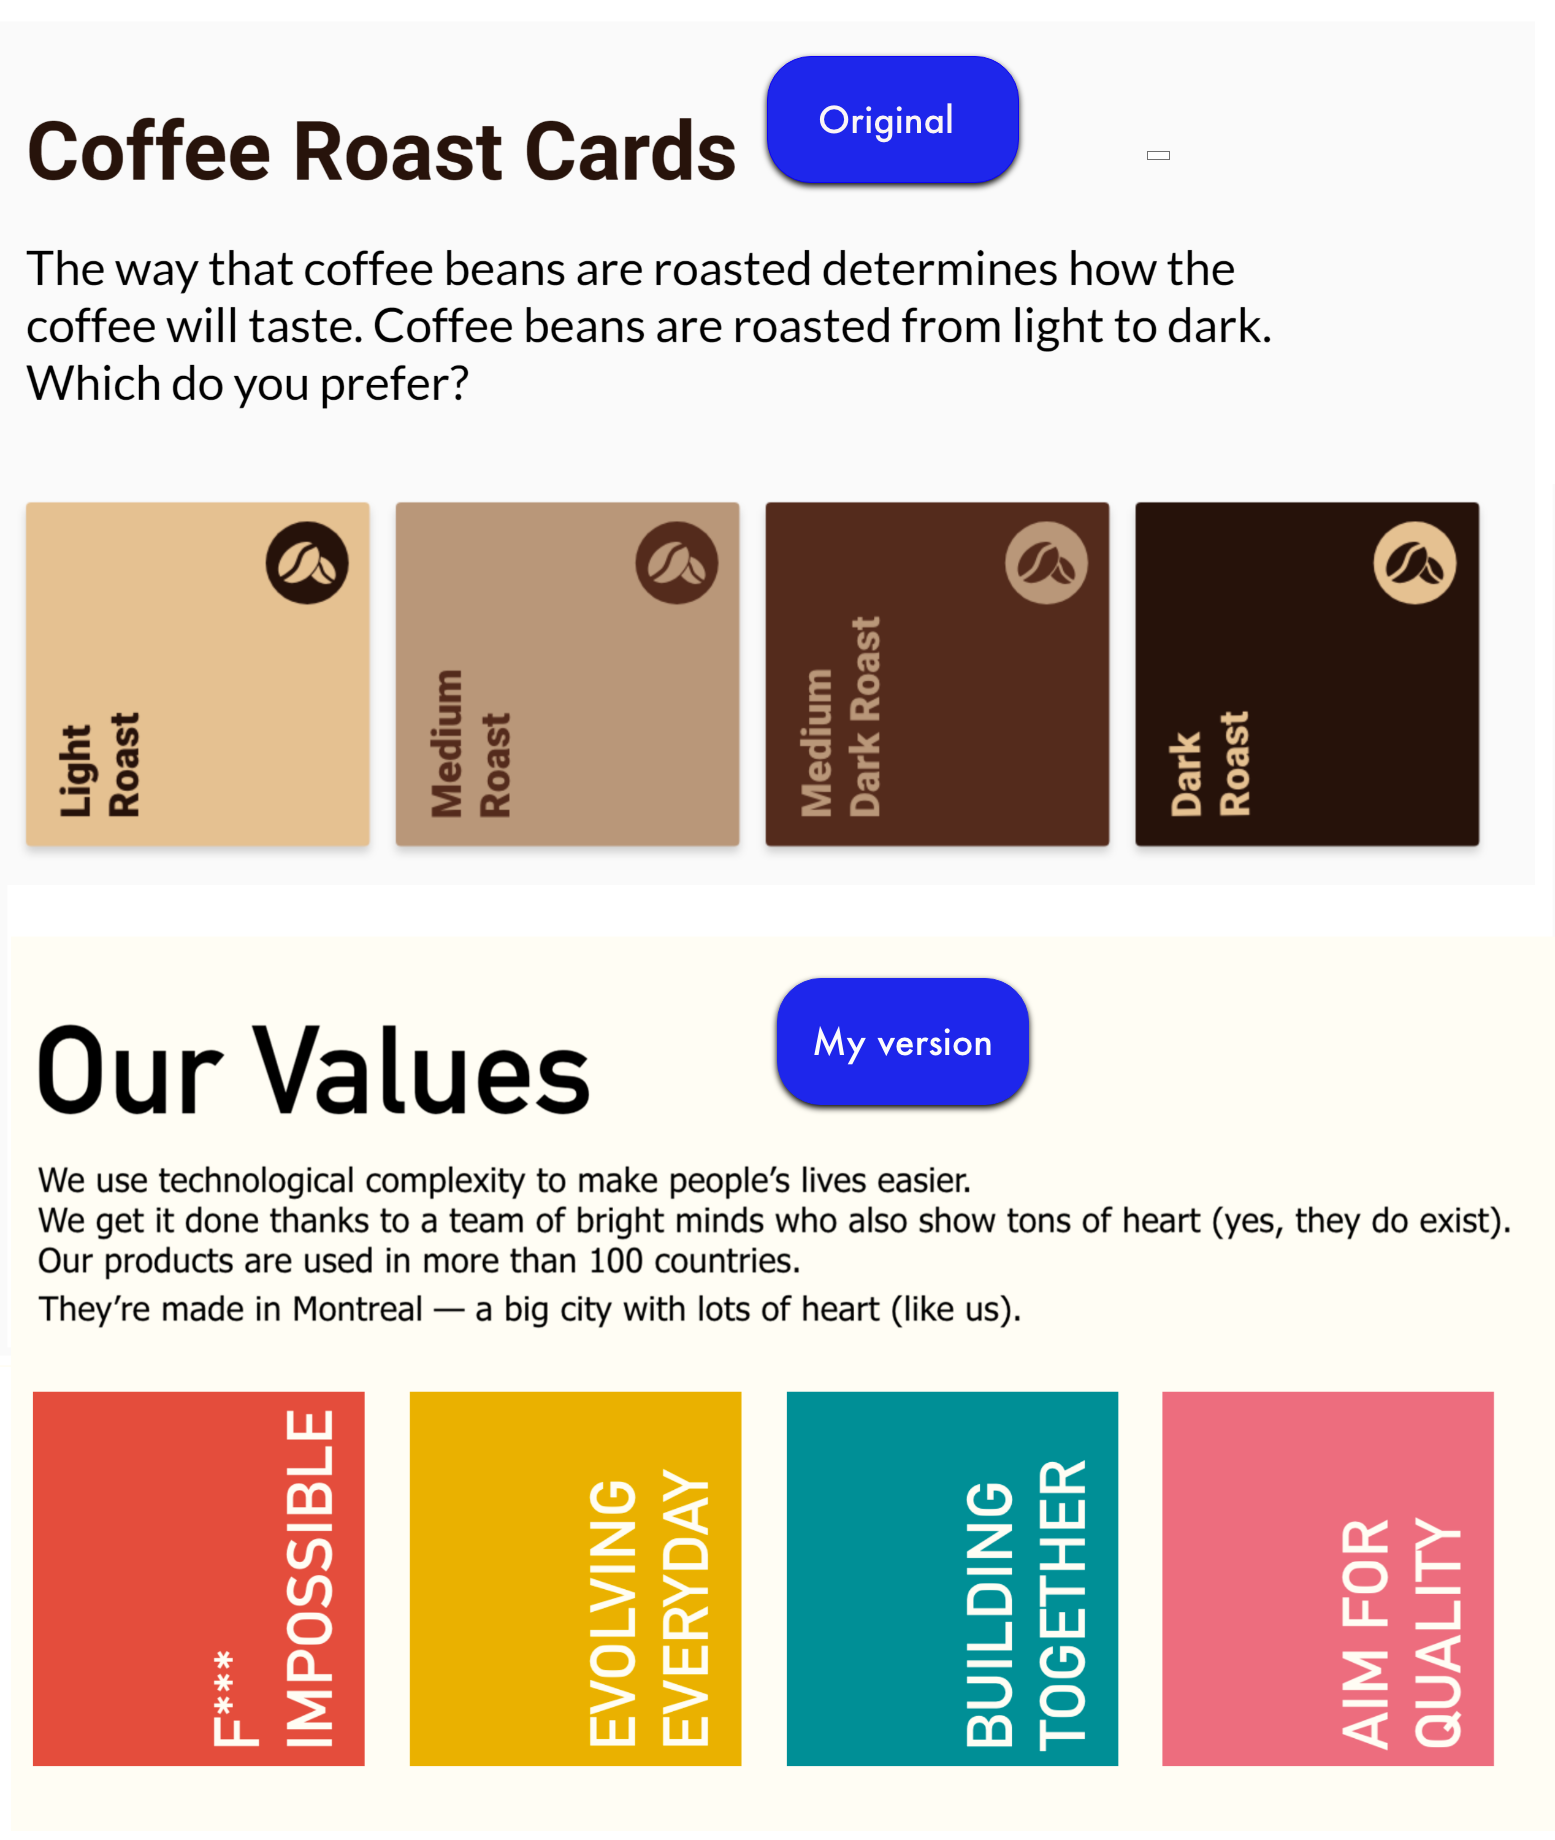 Coffee Roast Cards
Original
The way that coffee beans are roasted determines how the
coffee will taste. Coffee beans are roasted from light to dark.
Which do you prefer?
Light
Roast
Medium
Roast
Medium
Dark Roast
Dark
Roast
Our Values
My version
We use technological complexity to make people’s lives easier.
We get it done thanks to a team of bright minds who also show tons of heart (yes, they do exist).
Our products are used in more than 100 countries.
They’re made in Montreal — a big city with lots of heart (like us).
F***
IMPOSSIBLE
EVOLVING
EVERYDAY
BUILDING
TOGETHER
AIM FOR
QUALITY